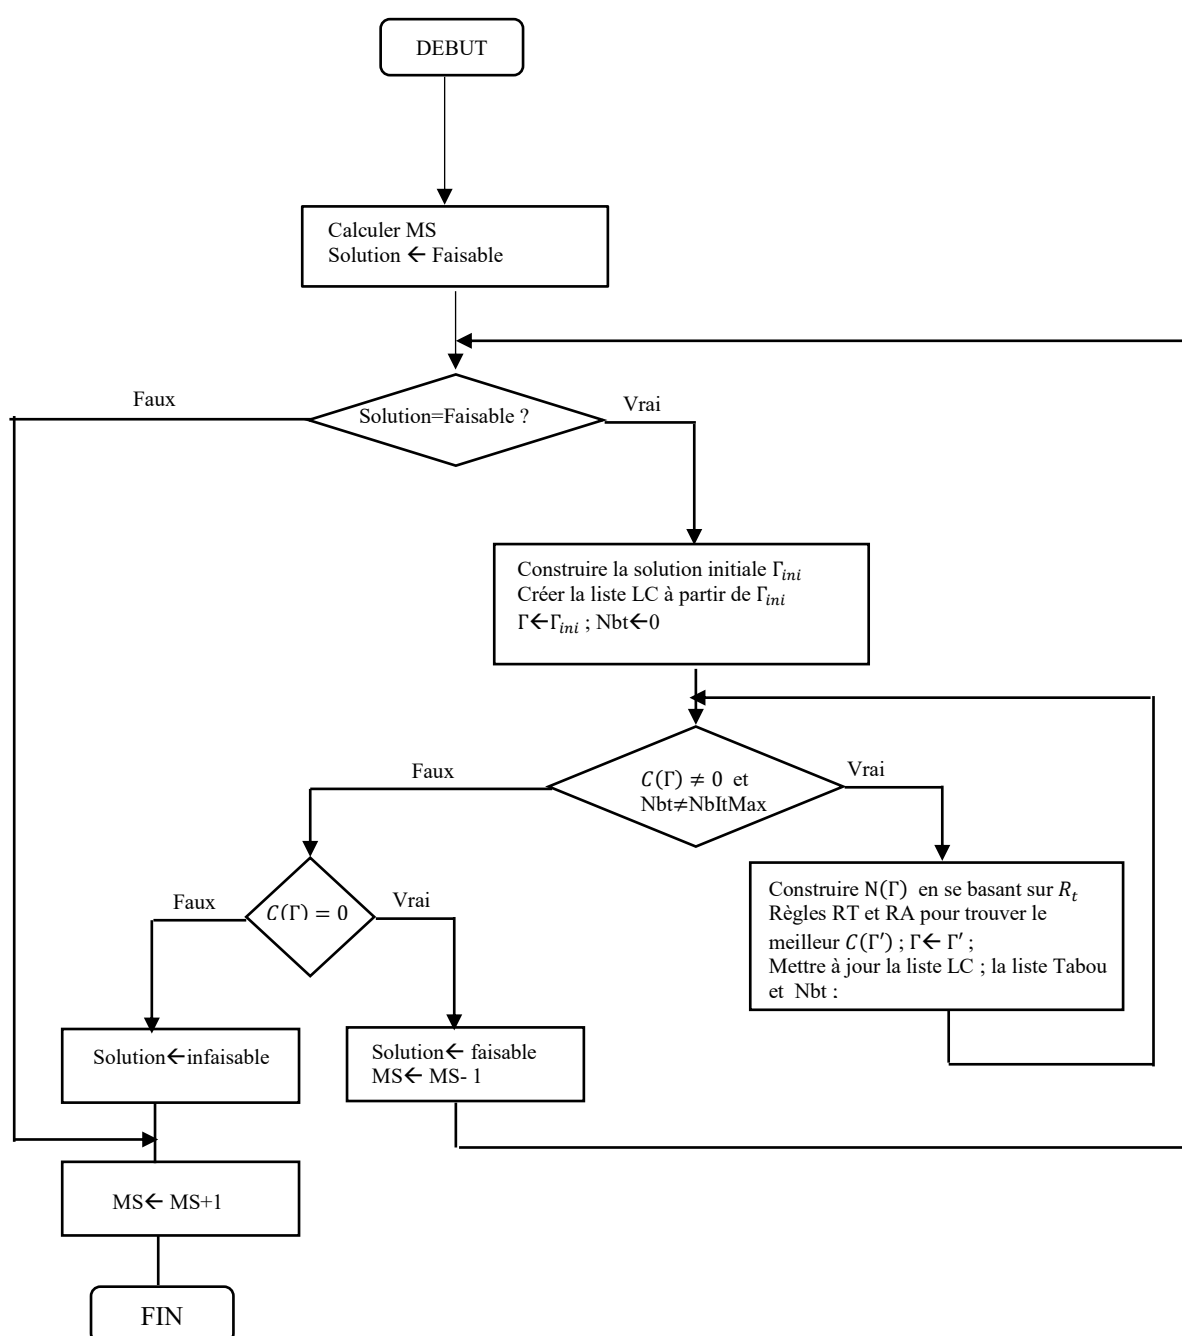 DEBUT
Calculer MS
Solution ← Faisable
Faux
Solution=Faisable ?
Vrai
Construire la solution initiale Γ𝑖𝑛𝑖
Créer la liste LC à partir de Γ𝑖𝑛𝑖
Γ←Γ𝑖𝑛𝑖 ; Nbt←0
Faux
𝐶(Γ) ≠ 0 et
Nbt≠NbItMax
Vrai
Faux
𝐶(Γ) = 0
Vrai
Construire N(Γ) en se basant sur 𝑅𝑡
Règles RT et RA pour trouver le
meilleur 𝐶(Γ′) ; Γ← Γ′ ;
Mettre à jour la liste LC ; la liste Tabou
et Nbt :
Solution←infaisable
Solution← faisable
MS← MS- 1
MS← MS+1
FIN